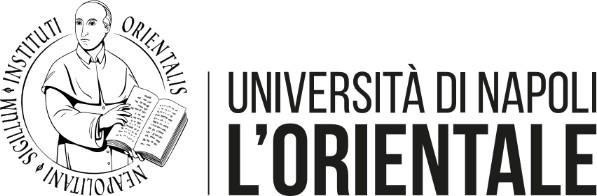 SIGILLUM INSTITUTI ORIENTALIS NEAPOLITANI
UNIVERSITÀ DI NAPOLI
L'ORIENTALE